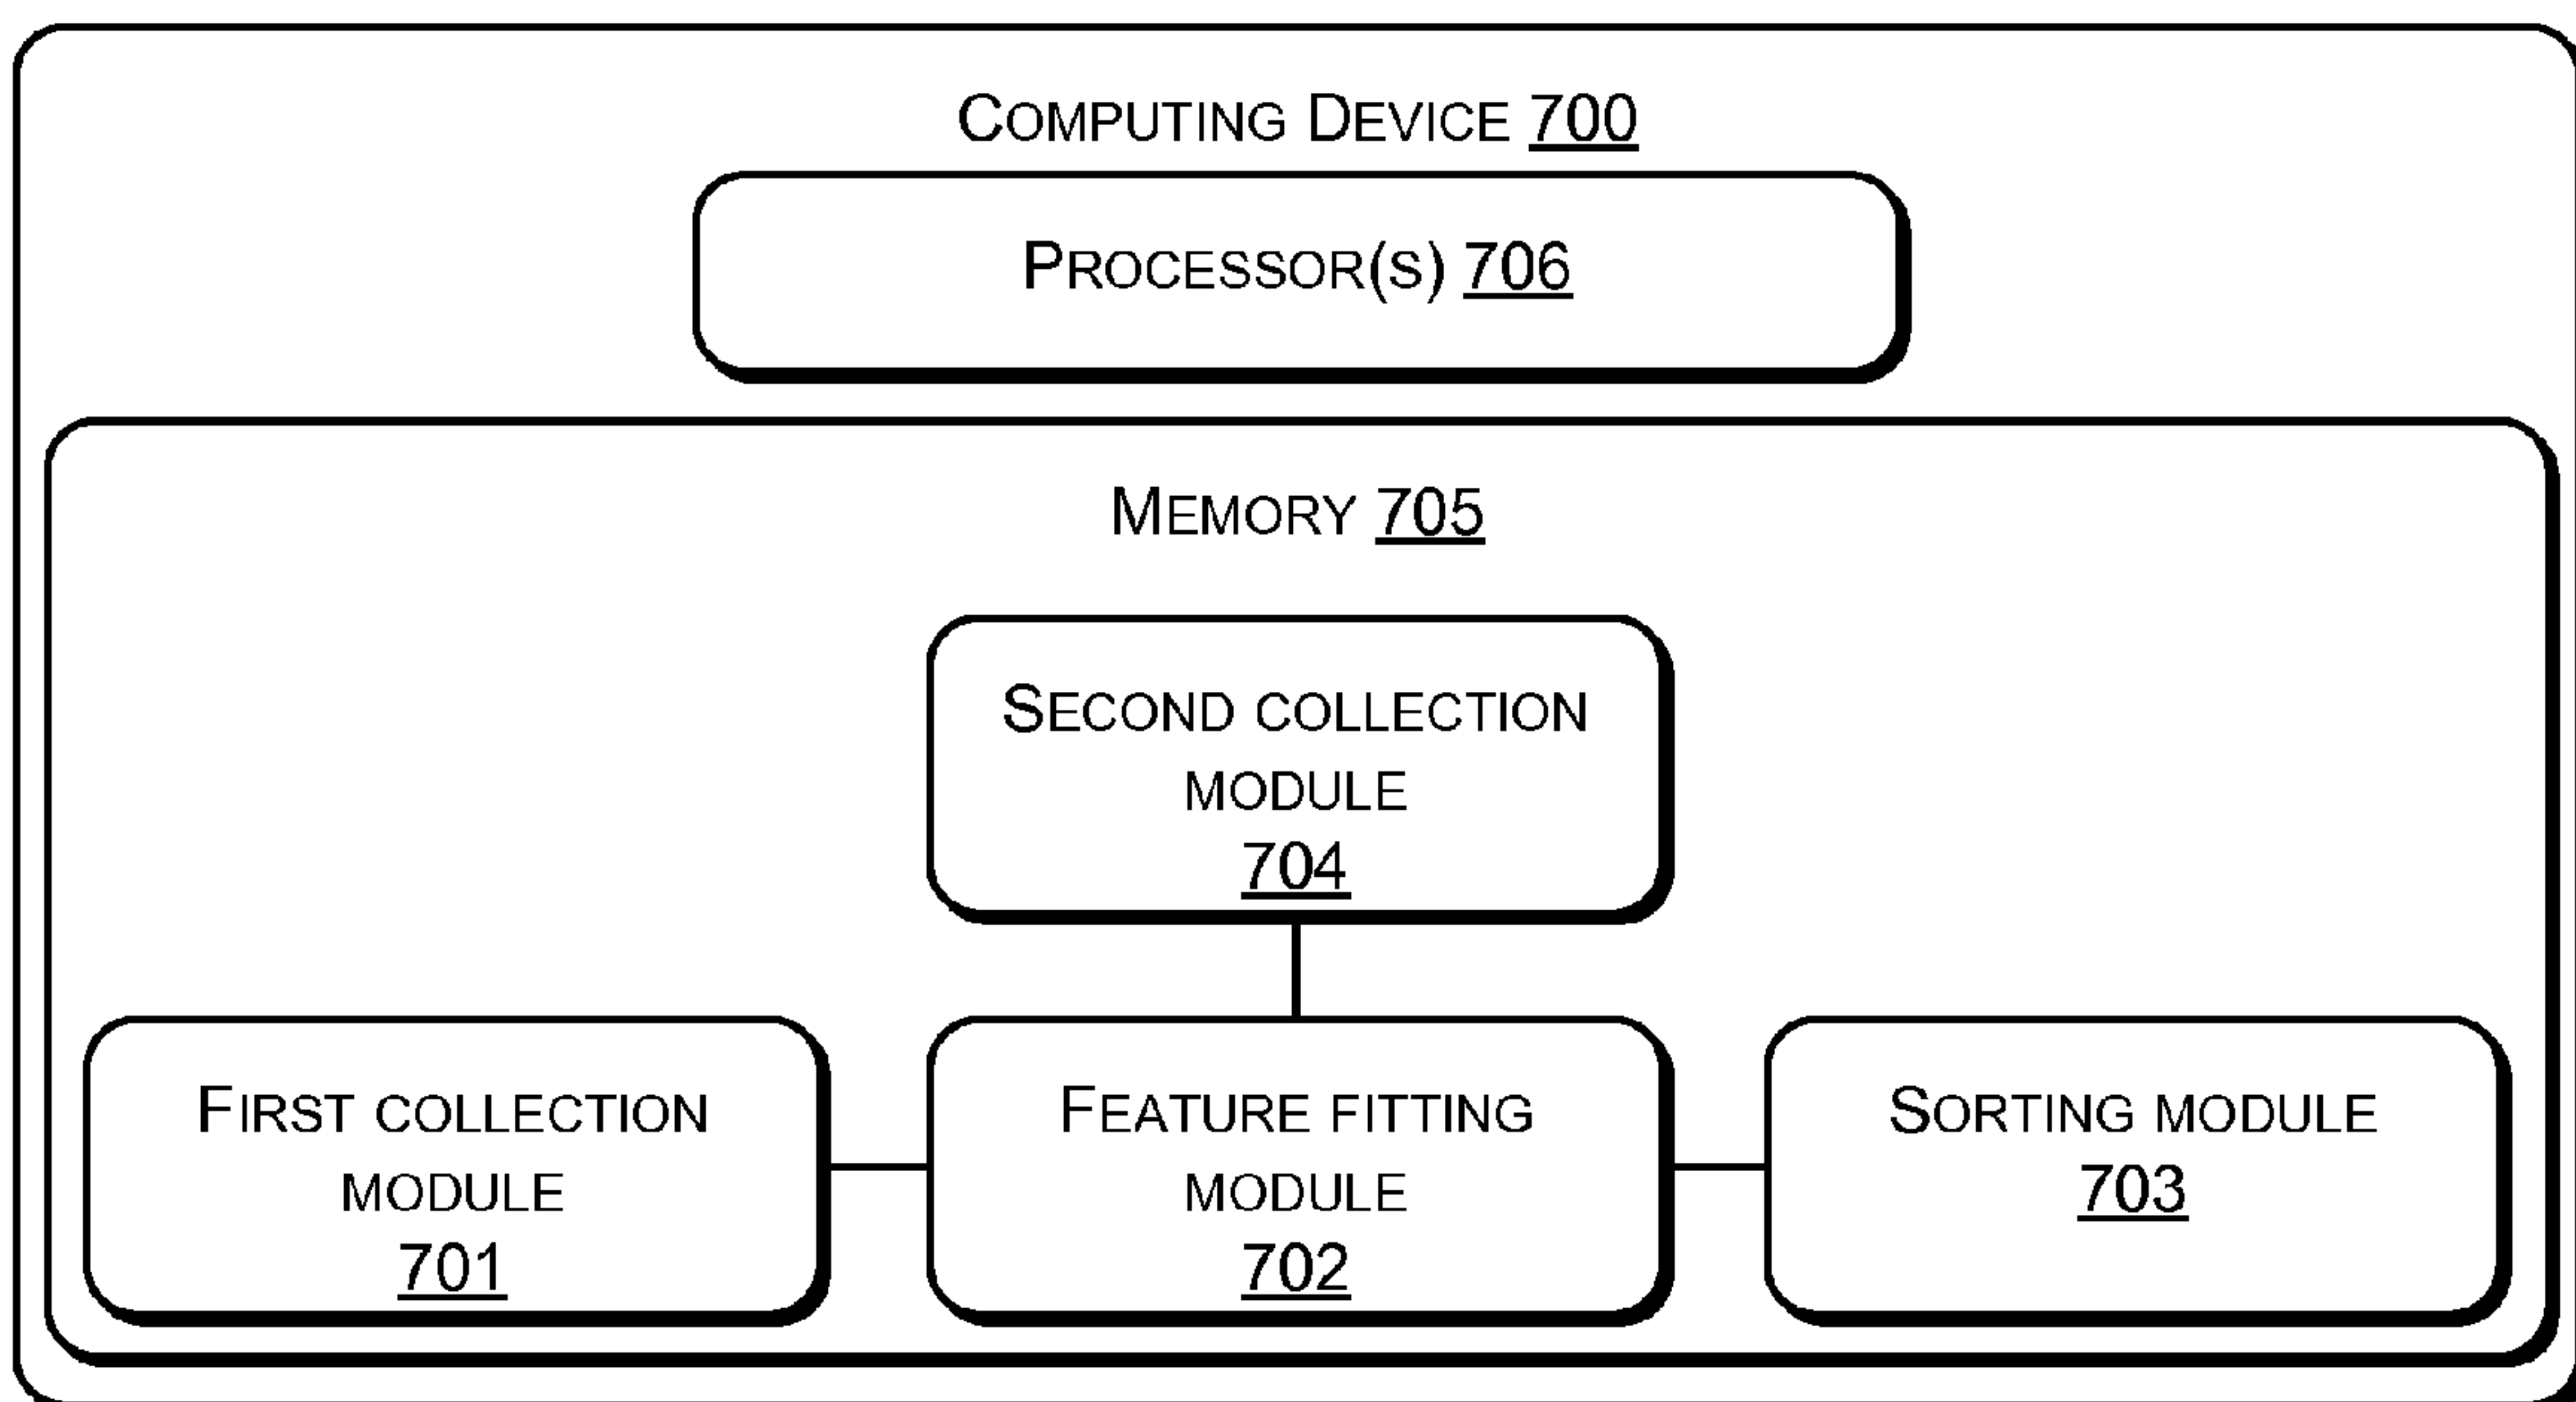 COMPUTING DEVICE 700
PROCESSOR(S) 706
MEMORY 705
SECOND COLLECTION
MODULE
704
FIRST COLLECTION
MODULE
701
FEATURE FITTING
MODULE
702
SORTING MODULE
703